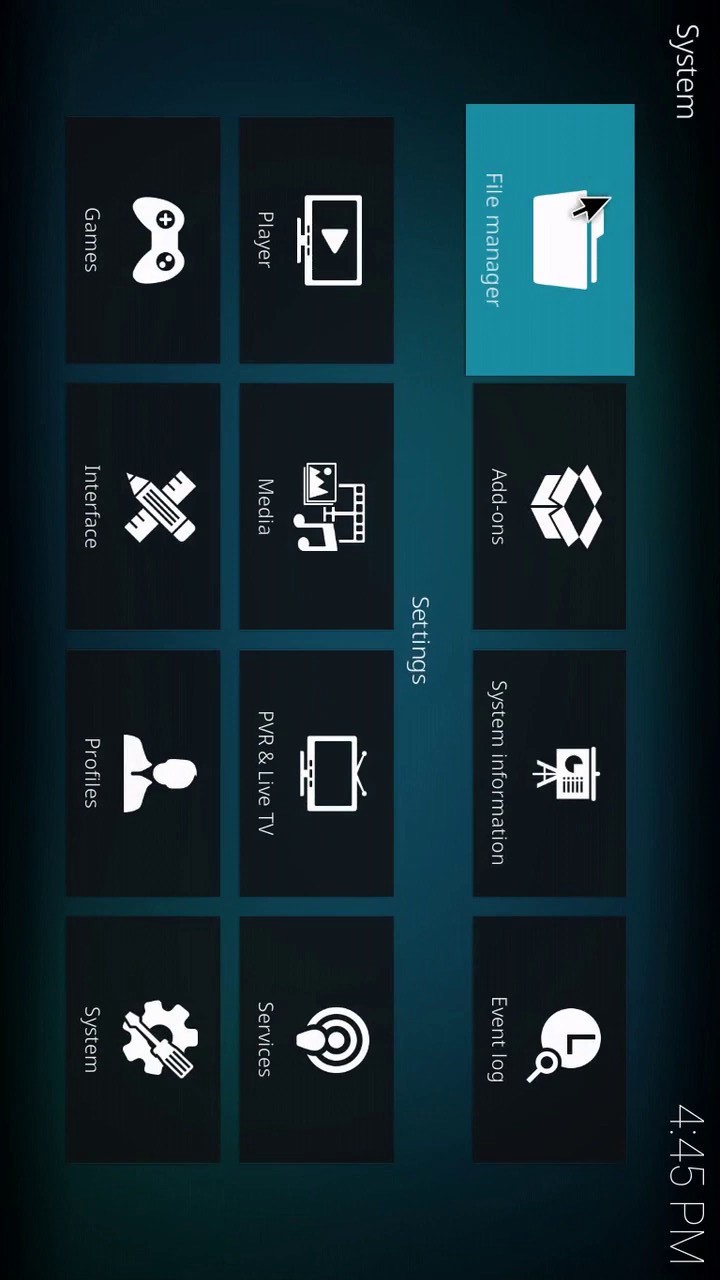 System
4:45 PM
File manager
Add-ons
System information
Event log
Settings
Player
Media
PVR & Live TV
Services
Games
Interface
Profiles
System